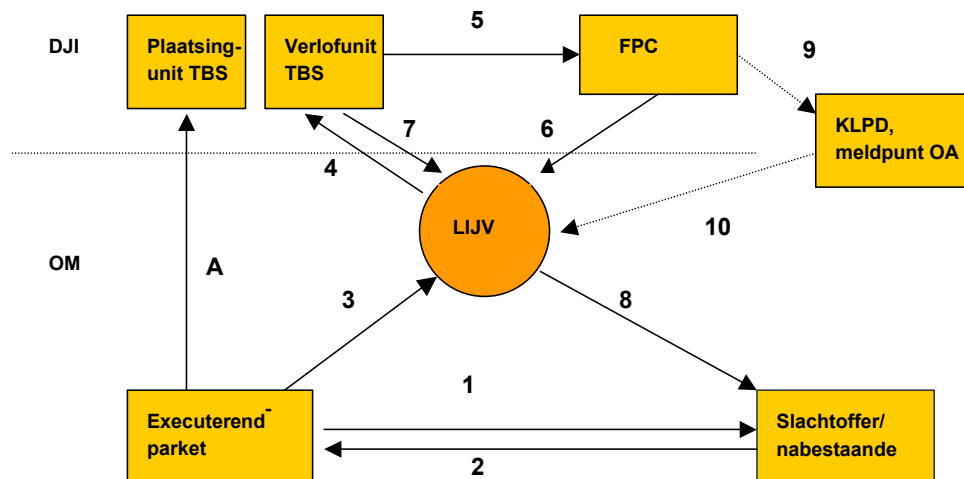 5
DJI
Plaatsing-
unit TBS
Verlofunit
TBS
FPC
9
7
6
KLPD,
meldpunt OA
4
LIJV
10
OM
A
3
8
1
Executerend-
parket
Slachtoffer/
nabestaande
2